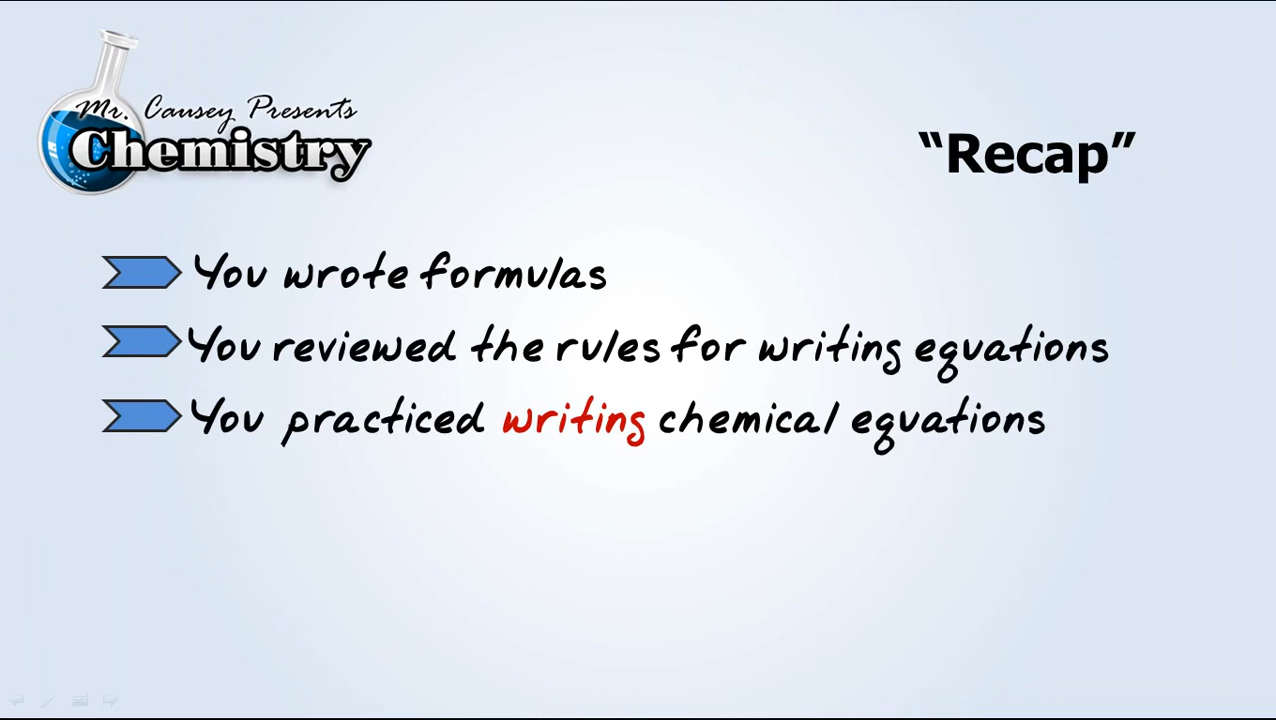 Mr. Causey Presents
Chemistry
“Recap”
You wrote formulas
You reviewed the rules for writing equations
You practiced writing chemical equations